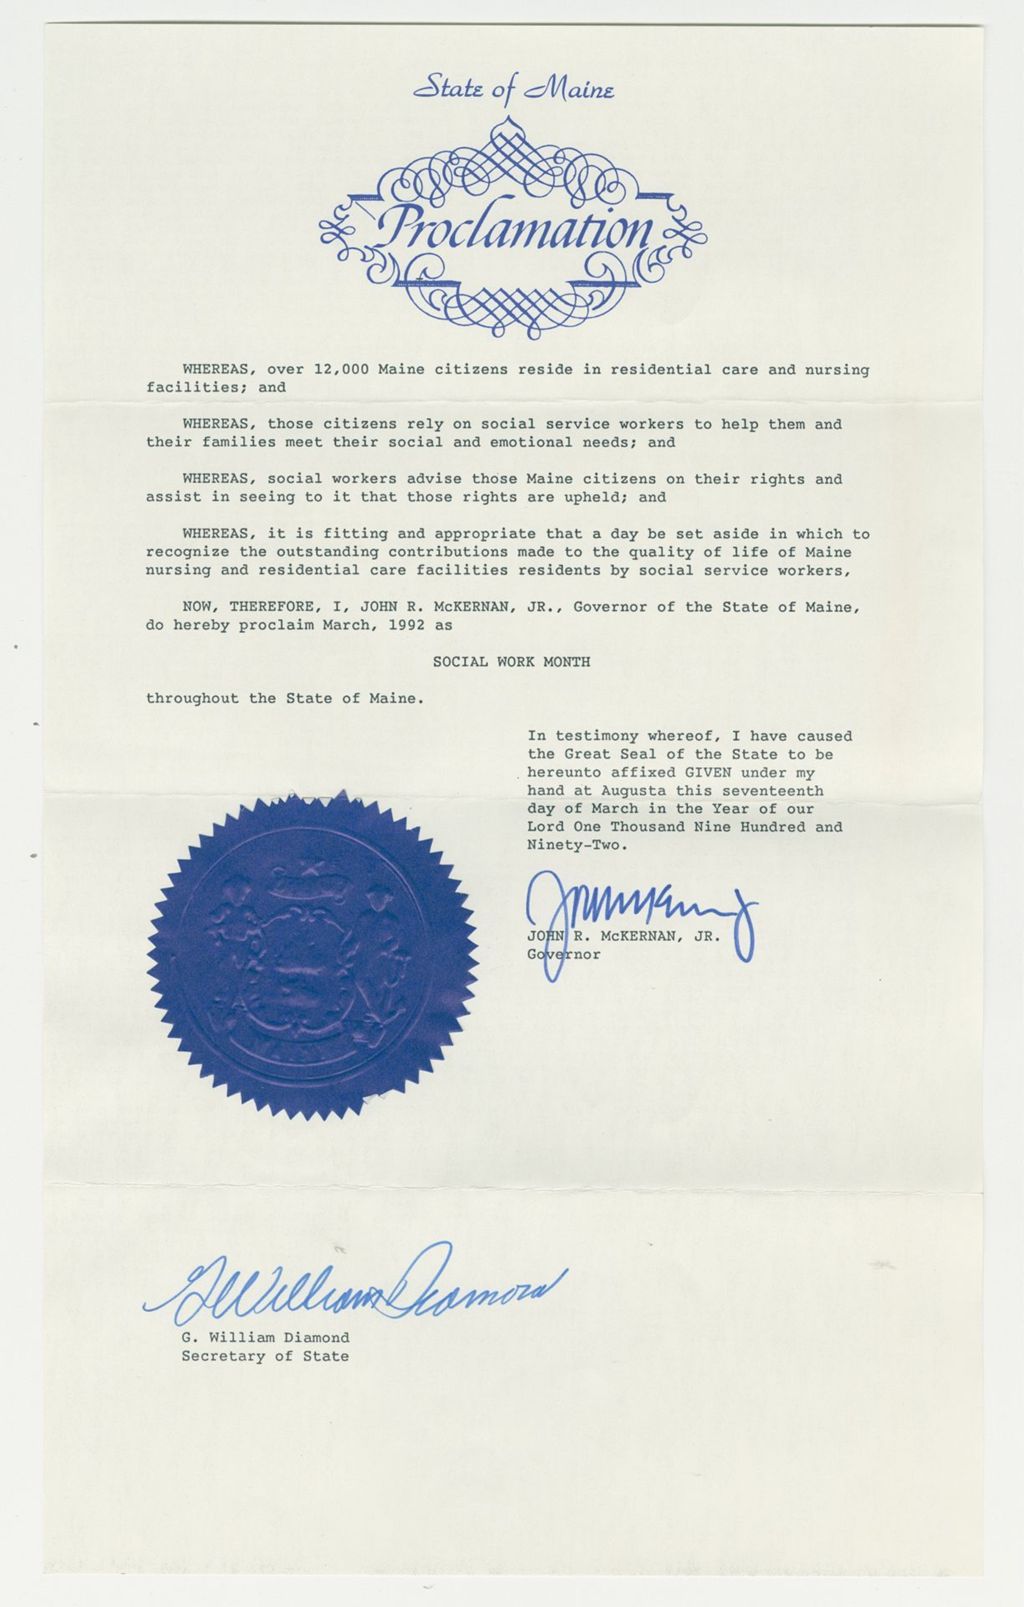 State of Maine
Proclamation
WHEREAS, over 12,000 Maine citizens reside in residential care and nursing
facilities; and
WHEREAS, those citizens rely on social service workers to help them and
their families meet their social and emotional needs; and
WHEREAS, social workers advise those Maine citizens on their rights and
assist in seeing to it that those rights are upheld; and
WHEREAS, it is fitting and appropriate that a day be set aside in which to
recognize the outstanding contributions made to the quality of life of Maine
nursing and residential care facilities residents by social service workers,
NOW, THEREFORE, I, JOHN R. McKERNAN, JR., Governor of the State of Maine,
do hereby proclaim March, 1992 as
SOCIAL WORK MONTH
throughout the State of Maine.
In testimony whereof, I have caused
the Great Seal of the State to be
hereunto affixed GIVEN under my
hand at Augusta this seventeenth
day of March in the Year of our
Lord One Thousand Nine Hundred and
Ninety-Two.
JOHN R. McKERNAN, JR.
Governor
MAINE
G William Diamond
G. William Diamond
Secretary of State